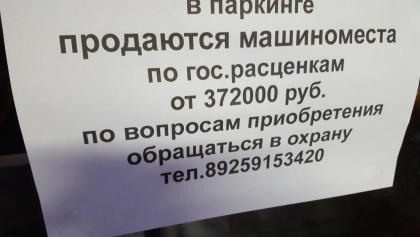 в паркинге
продаются машиноместа
по гос.расценкам
от 372000 руб.
по вопросам приобретения
обращаться в охрану
тел.89259153420